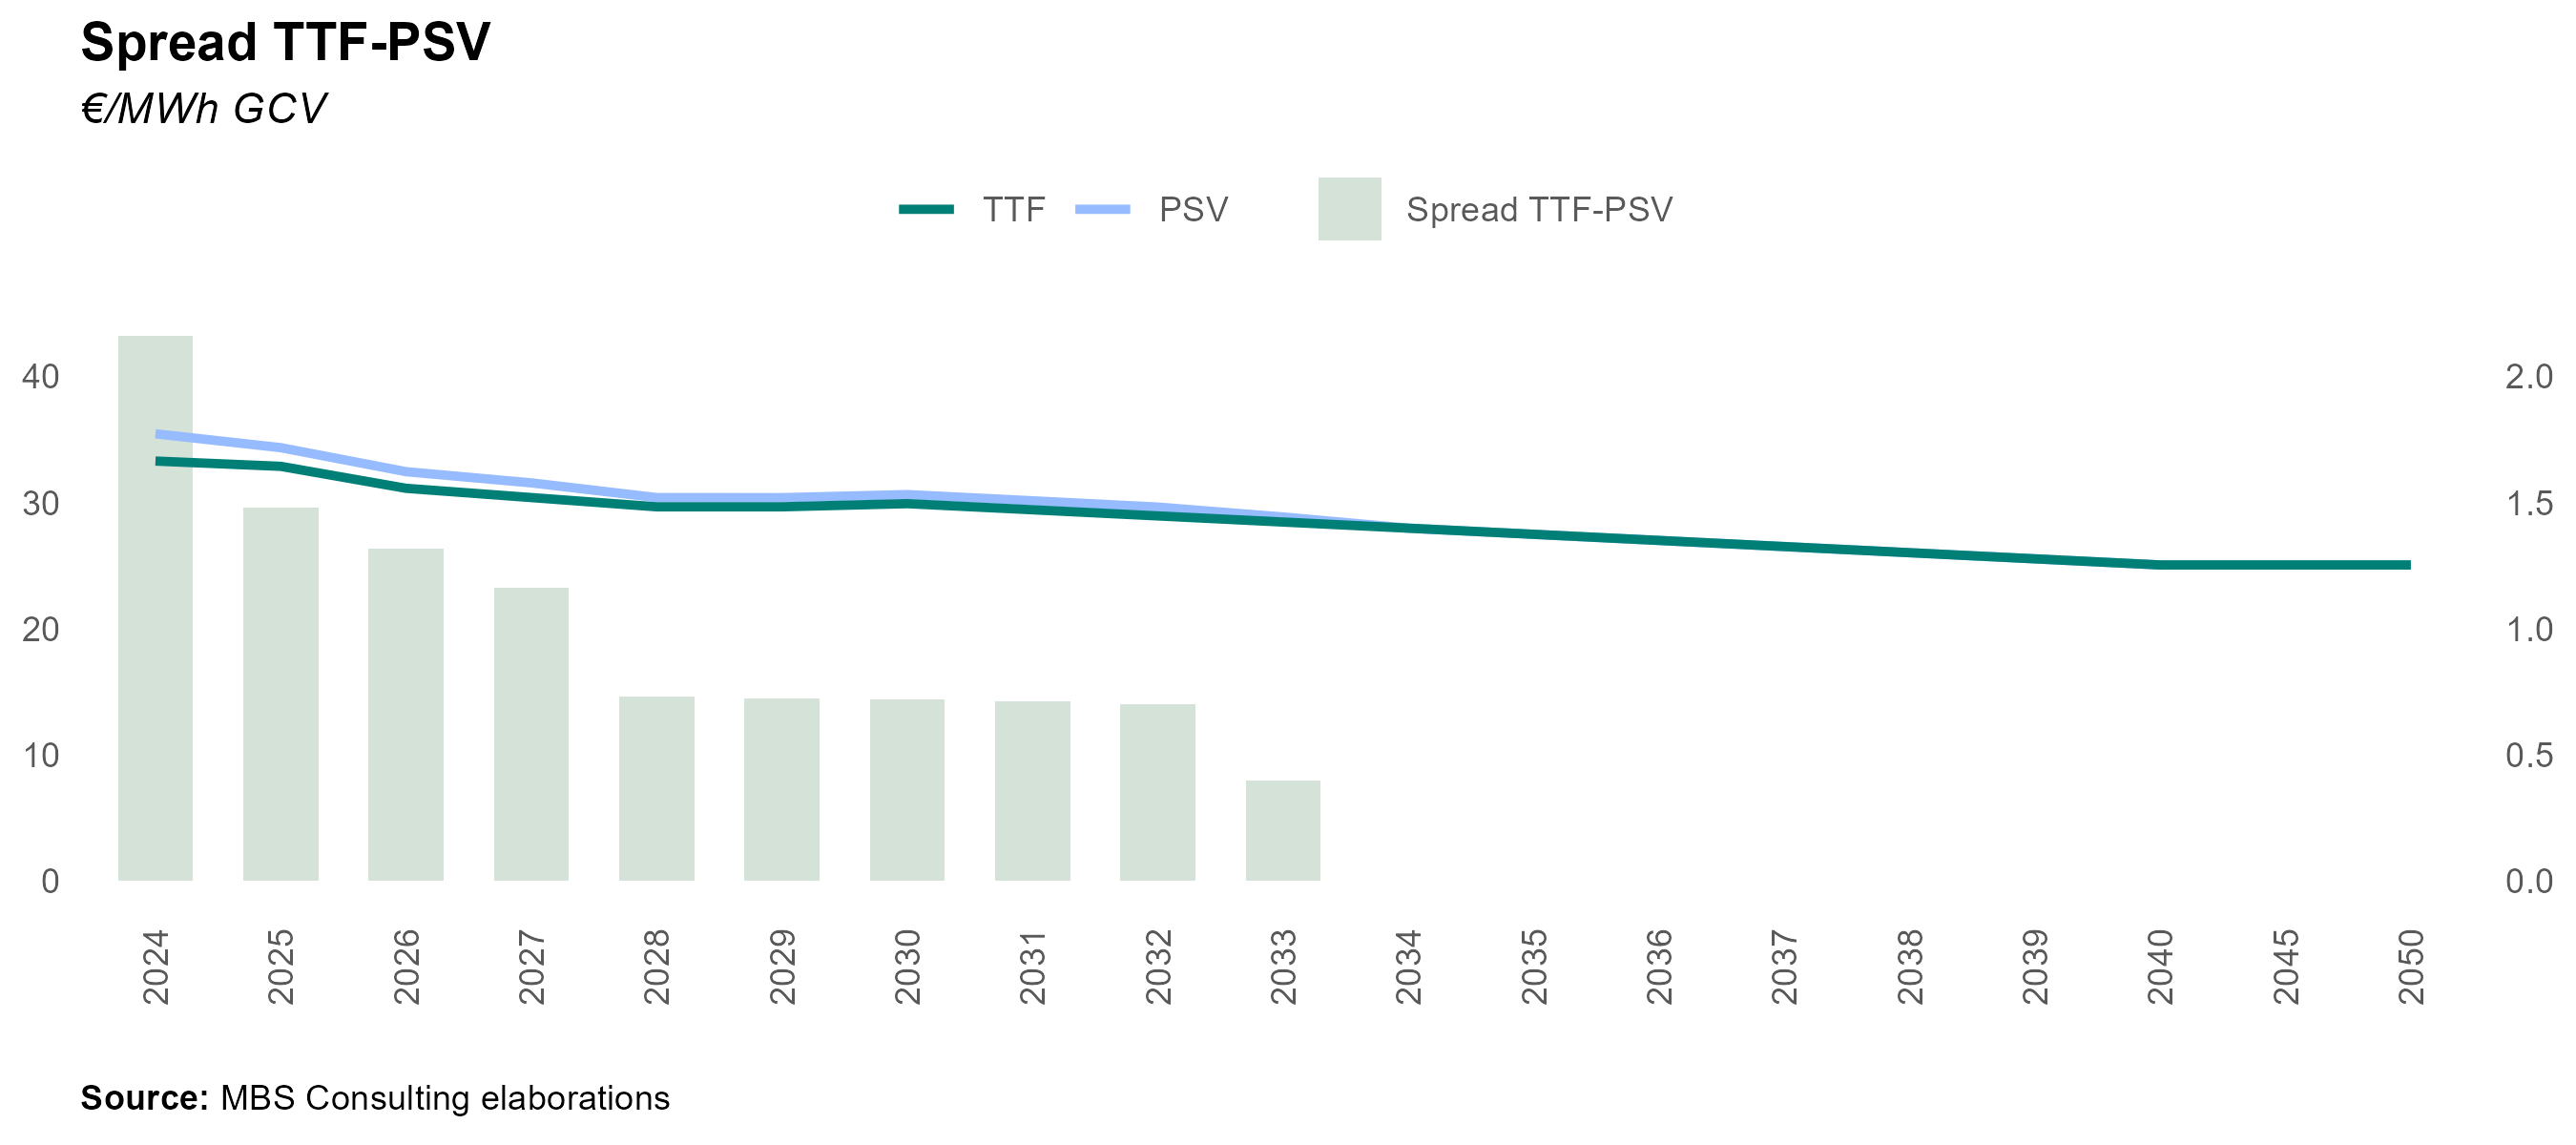 Spread TTF-PSV
€/MWh GCV
TTF PSV Spread TTF-PSV
40 2.0
30 1.5
20 1.0
10 0.5
0 0.0
2024 2025 2026 2027 2028 2029 2030 2031 2032 2033 2034 2035 2036 2037 2038 2039 2040 2045 2050
Source: MBS Consulting elaborations